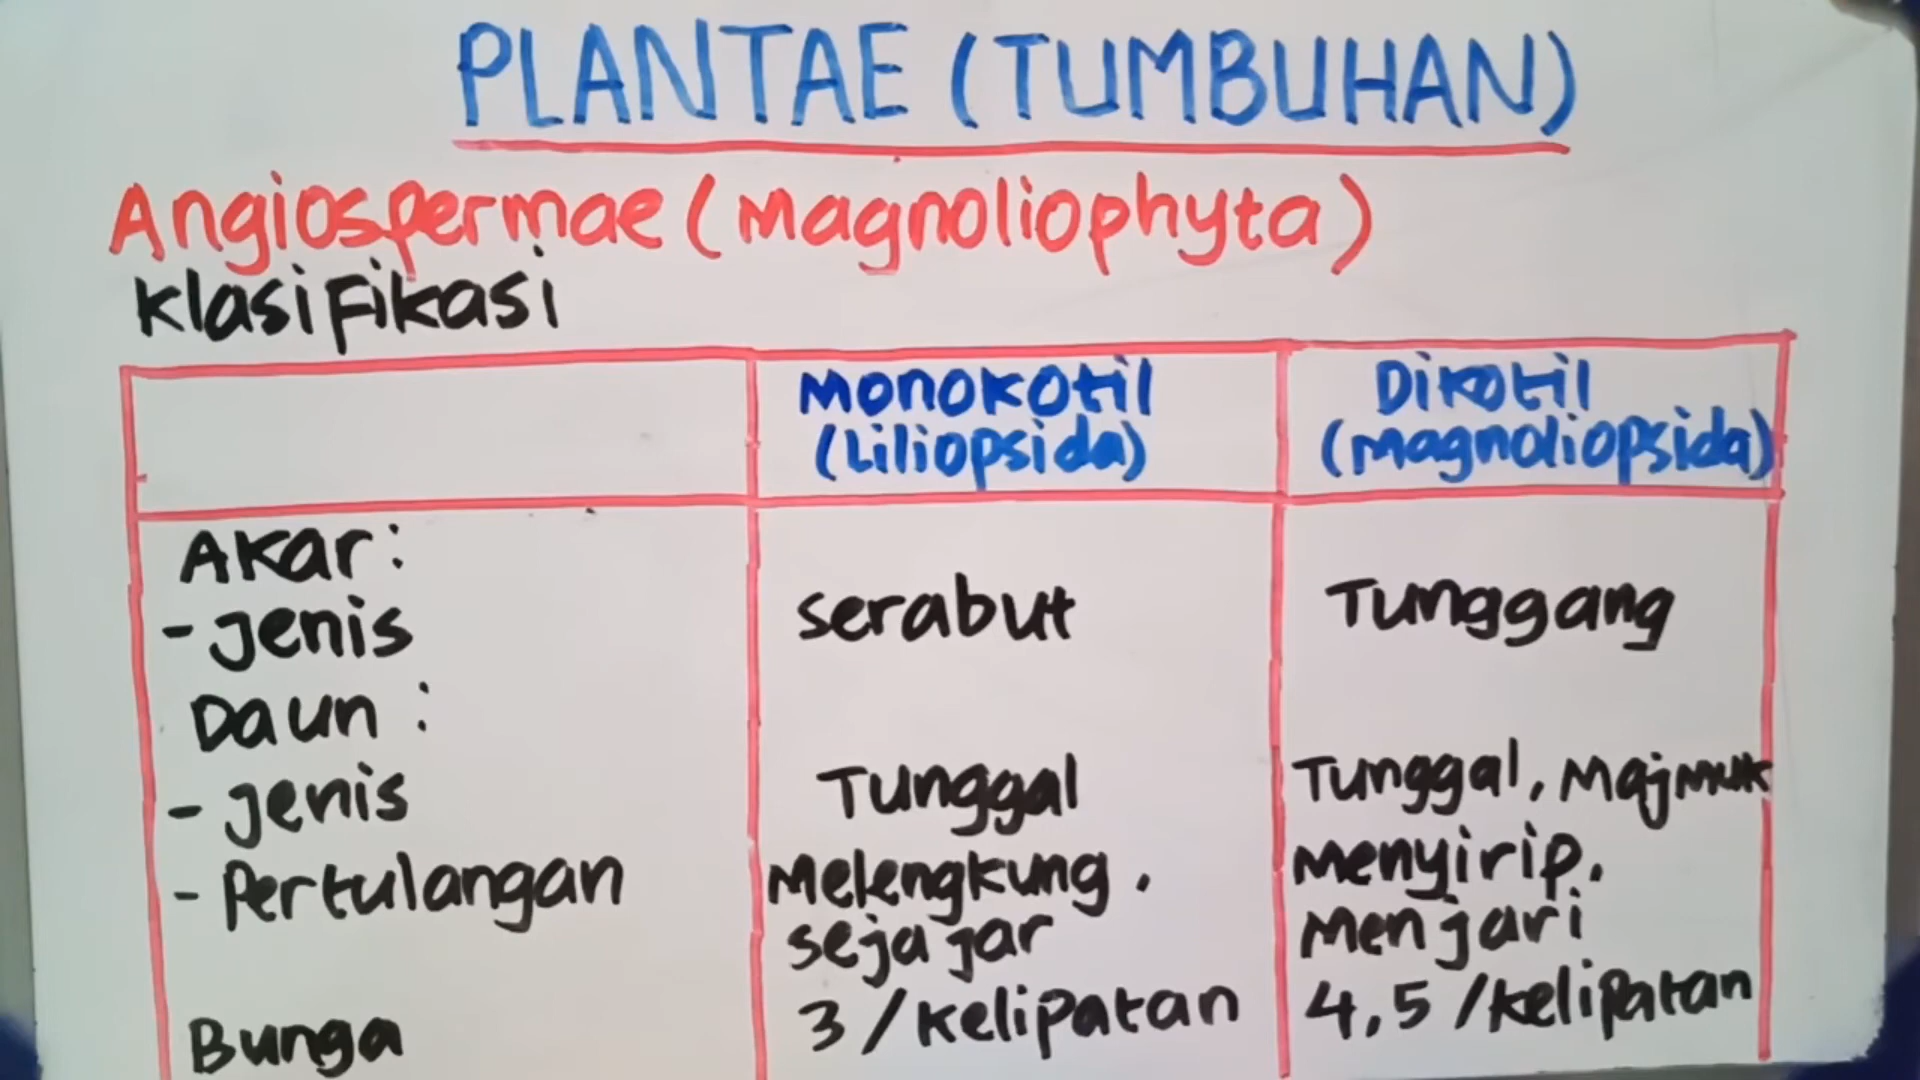 PLANTAE (TUMBUHAN)
Angiospermae (Magnoliophyta)
Klasifikasi
Monokotil
(Liliopsida)
Dikotil
(Magnoliopsida)
Akar:
- Jenis
Serabut
Tunggang
Daun :
- Jenis
Tunggal
Tunggal, Majmuk
- Pertulangan
Melengkung,
sejajar
Menyirip,
Menjari
Bunga
3/Kelipatan
4,5/Kelipatan